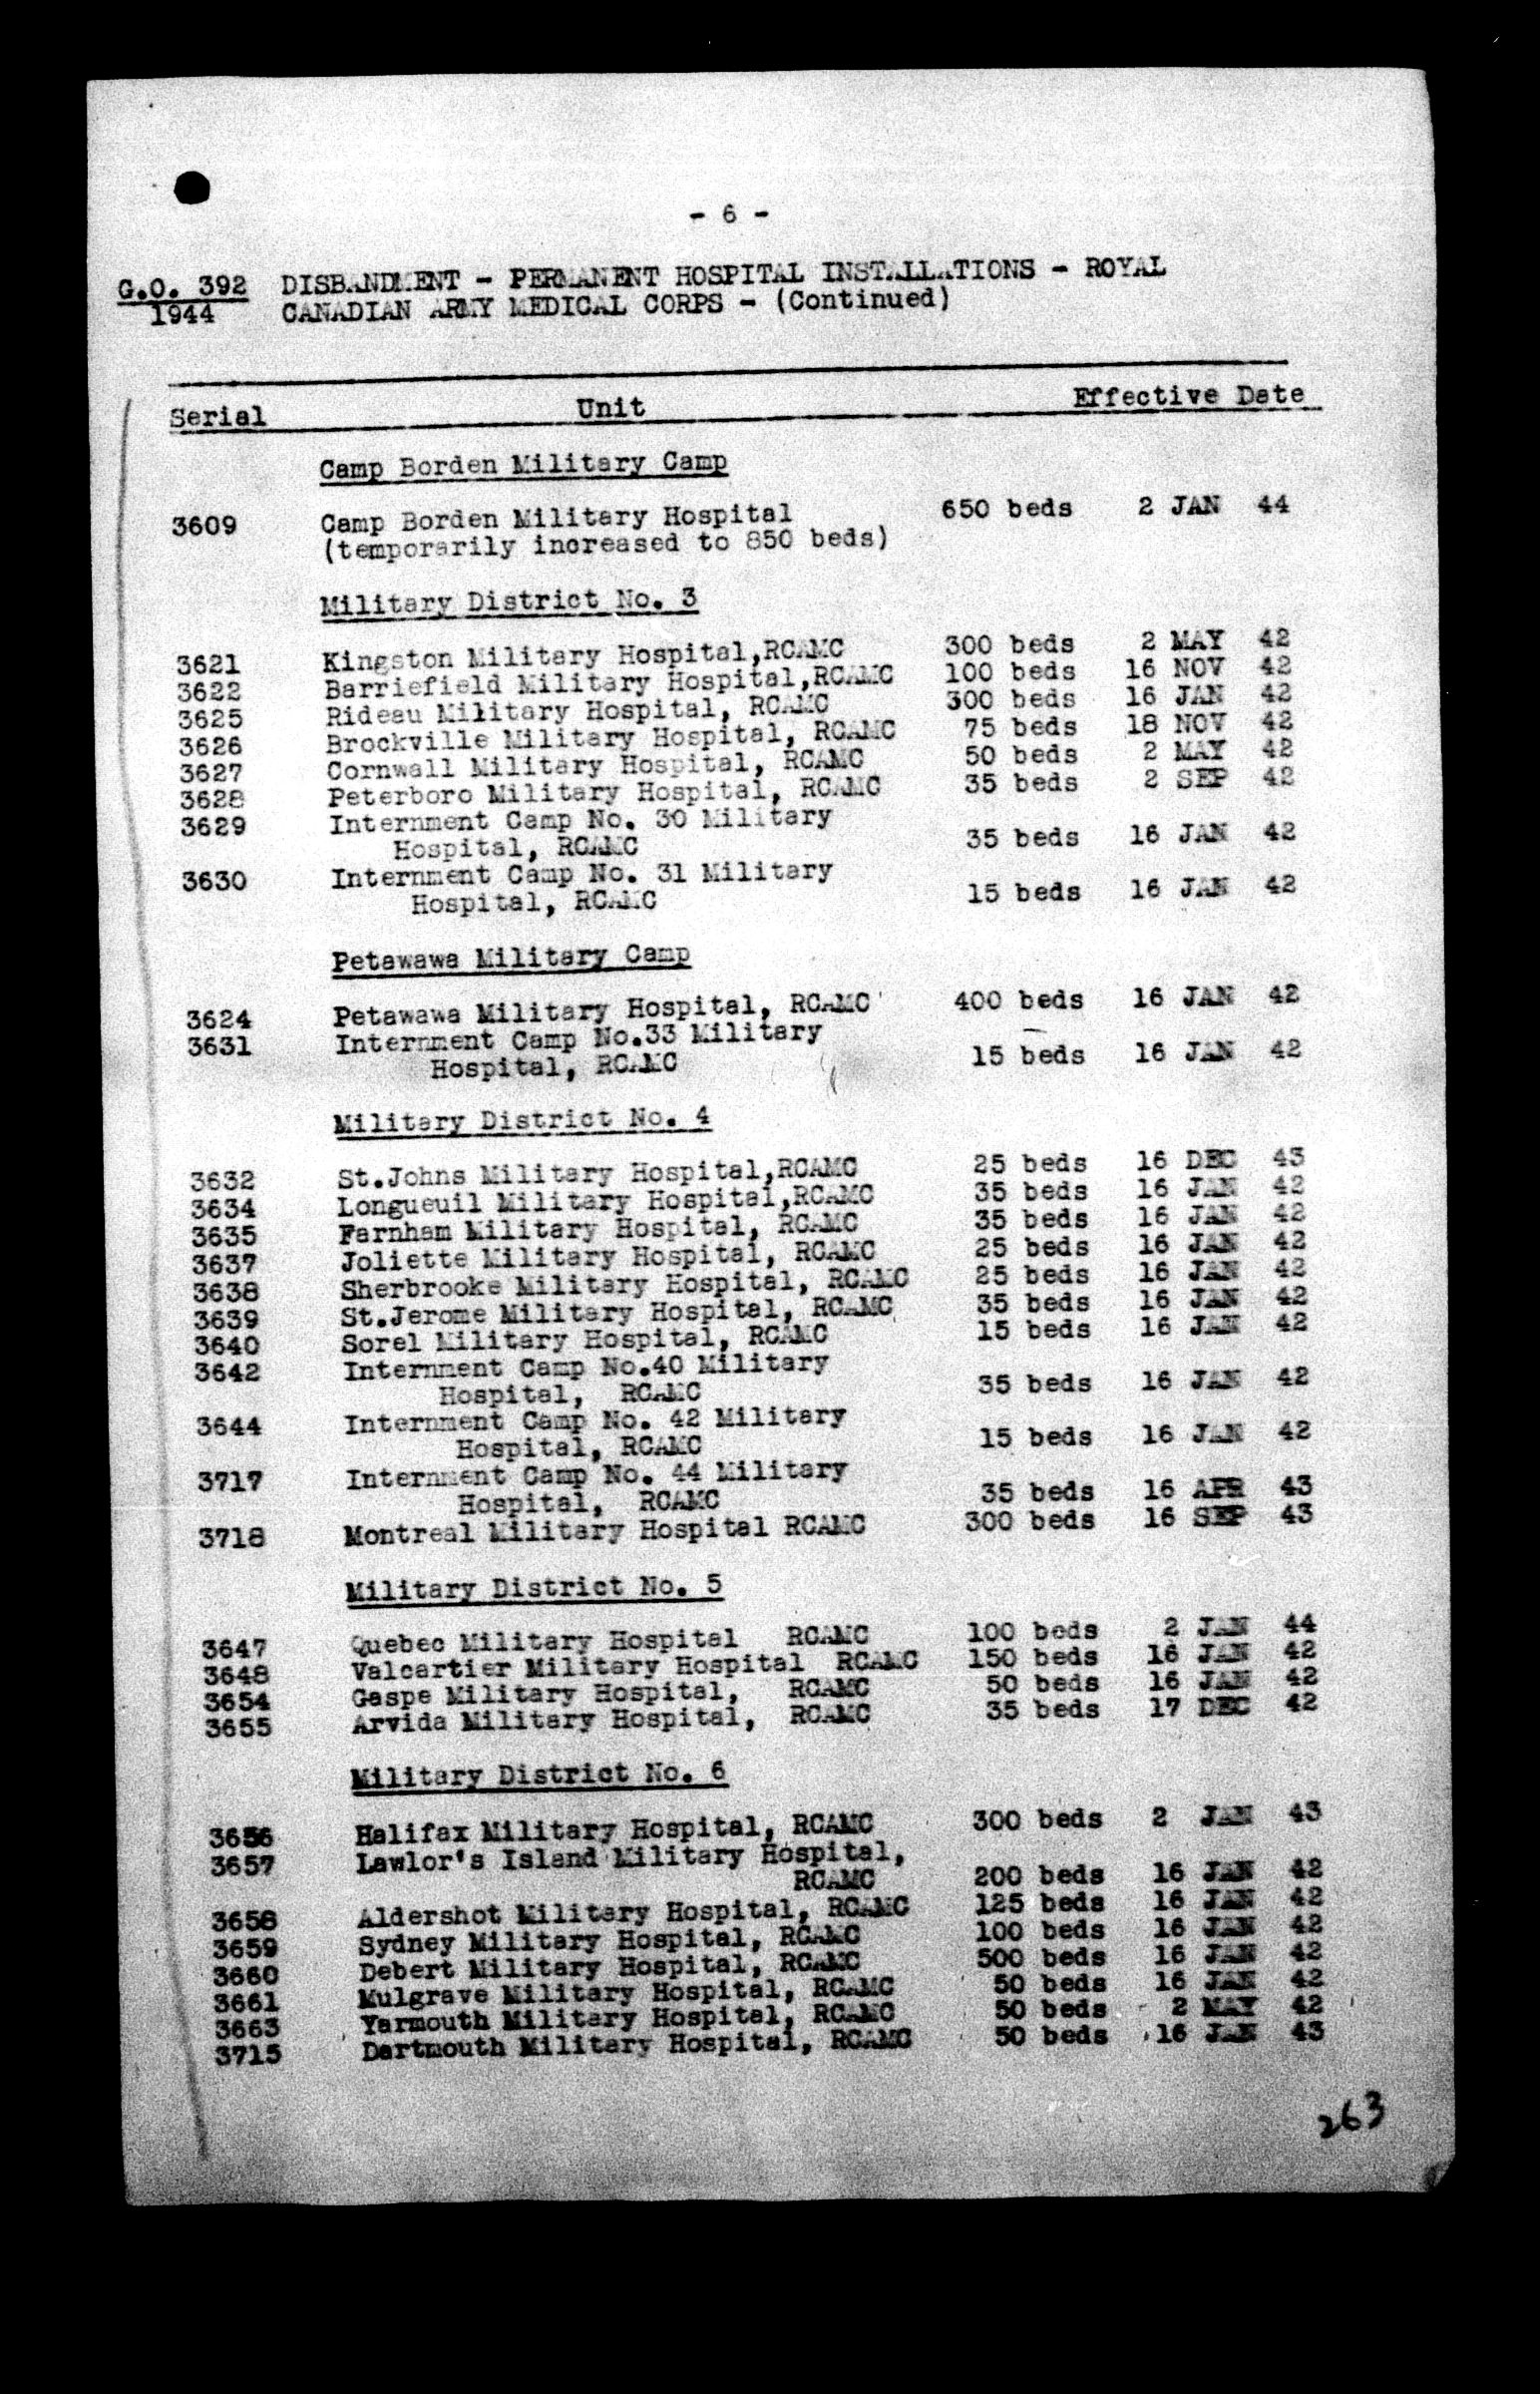 - 6 -
G.O. 392 DISBANDMENT - PERMANENT HOSPITAL INSTALLATIONS - ROYAL
1944 CANADIAN ARMY MEDICAL CORPS - (Continued)
Serial Unit Effective Date
Camp Borden Military Camp
3609 Camp Borden Military Hospital 650 beds 2 JAN 44
(temporarily increased to 850 beds)
Military District No. 3
3621 Kingston Military Hospital,RCAMC 300 beds 2 MAY 42
3622 Barriefield Military Hospital,RCAMC 100 beds 16 NOV 42
3625 Rideau Military Hospital, RCAMC 300 beds 16 JAN 42
3626 Brockville Military Hospital, RCAMC 75 beds 18 NOV 42
3627 Cornwall Military Hospital, RCAMC 50 beds 2 MAY 42
3628 Peterboro Military Hospital, RCAMC 35 beds 2 SEP 42
3629 Internment Camp No. 30 Military
Hospital, RCAMC 35 beds 16 JAN 42
3630 Internment Camp No. 31 Military
Hospital, RCAMC 15 beds 16 JAN 42
Petawawa Military Camp
3624 Petawawa Military Hospital, RCAMC 400 beds 16 JAN 42
3631 Internment Camp No.33 Military
Hospital, RCAMC 15 beds 16 JAN 42
Military District No. 4
3632 St.Johns Military Hospital,RCAMC 25 beds 16 DEC 43
3634 Longueuil Military Hospital,RCAMC 35 beds 16 JAN 42
3635 Farnham Military Hospital, RCAMC 35 beds 16 JAN 42
3637 Joliette Military Hospital, RCAMC 25 beds 16 JAN 42
3638 Sherbrooke Military Hospital, RCAMC 25 beds 16 JAN 42
3639 St.Jerome Military Hospital, RCAMC 35 beds 16 JAN 42
3640 Sorel Military Hospital, RCAMC 15 beds 16 JAN 42
3642 Internment Camp No.40 Military
Hospital, RCAMC 35 beds 16 JAN 42
3644 Internment Camp No. 42 Military
Hospital, RCAMC 15 beds 16 JAN 42
3717 Internment Camp No. 44 Military
Hospital, RCAMC 35 beds 16 APR 43
3718 Montreal Military Hospital RCAMC 300 beds 16 SEP 43
Military District No. 5
3647 Quebec Military Hospital RCAMC 100 beds 2 JAN 44
3648 Valcartier Military Hospital RCAMC 150 beds 16 JAN 42
3654 Gaspe Military Hospital, RCAMC 50 beds 16 JAN 42
3655 Arvida Military Hospital, RCAMC 35 beds 17 DEC 42
Military District No. 6
3656 Halifax Military Hospital, RCAMC 300 beds 2 JAN 43
3657 Lawlor's Island Military Hospital,
RCAMC 200 beds 16 JAN 42
3658 Aldershot Military Hospital, RCAMC 125 beds 16 JAN 42
3659 Sydney Military Hospital, RCAMC 100 beds 16 JAN 42
3660 Debert Military Hospital, RCAMC 500 beds 16 JAN 42
3661 Mulgrave Military Hospital, RCAMC 50 beds 16 JAN 42
3663 Yarmouth Military Hospital, RCAMC 50 beds 2 MAY 42
3715 Dartmouth Military Hospital, RCAMC 50 beds 16 JAN 43
263